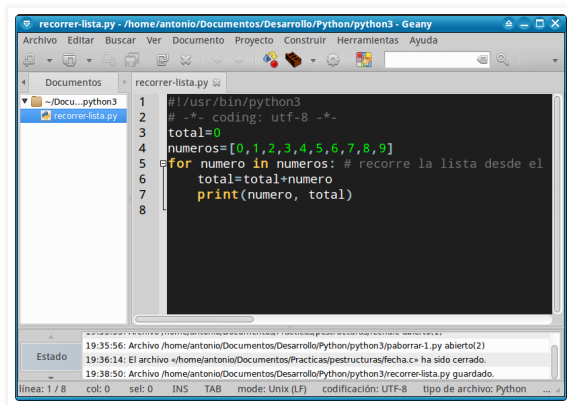 recorrer-lista.py - /home/antonio/Documentos/Desarrollo/Python/python3 - Geany
Archivo Editar Buscar Ver Documento Proyecto Construir Herramientas Ayuda
Documentos recorrer-lista.py
~/Docu...python3
recorrer-lista.py
1 #!/usr/bin/python3
2 # -*- coding: utf-8 -*-
3 total=0
4 numeros=[0,1,2,3,4,5,6,7,8,9]
5 for numero in numeros: # recorre la lista desde el
6 total=total+numero
7 print(numero, total)
8
Estado
19:35:56: Archivo /home/antonio/Documentos/Desarrollo/Python/python3/paborrar-1.py abierto(2)
19:36:14: El archivo «/home/antonio/Documentos/Practicas/pestructuras/fecha.c» ha sido cerrado.
19:38:50: Archivo /home/antonio/Documentos/Desarrollo/Python/python3/recorrer-lista.py guardado.
línea: 1 / 8 col: 0 sel: 0 INS TAB mode: Unix (LF) codificación: UTF-8 tipo de archivo: Python ...